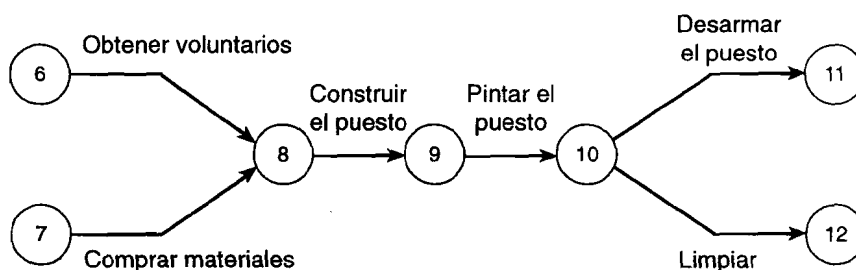 Obtener voluntarios
6
Desarmar
el puesto
11
Construir
el puesto
Pintar el
puesto
8
9
10
7
Comprar materiales
12
Limpiar